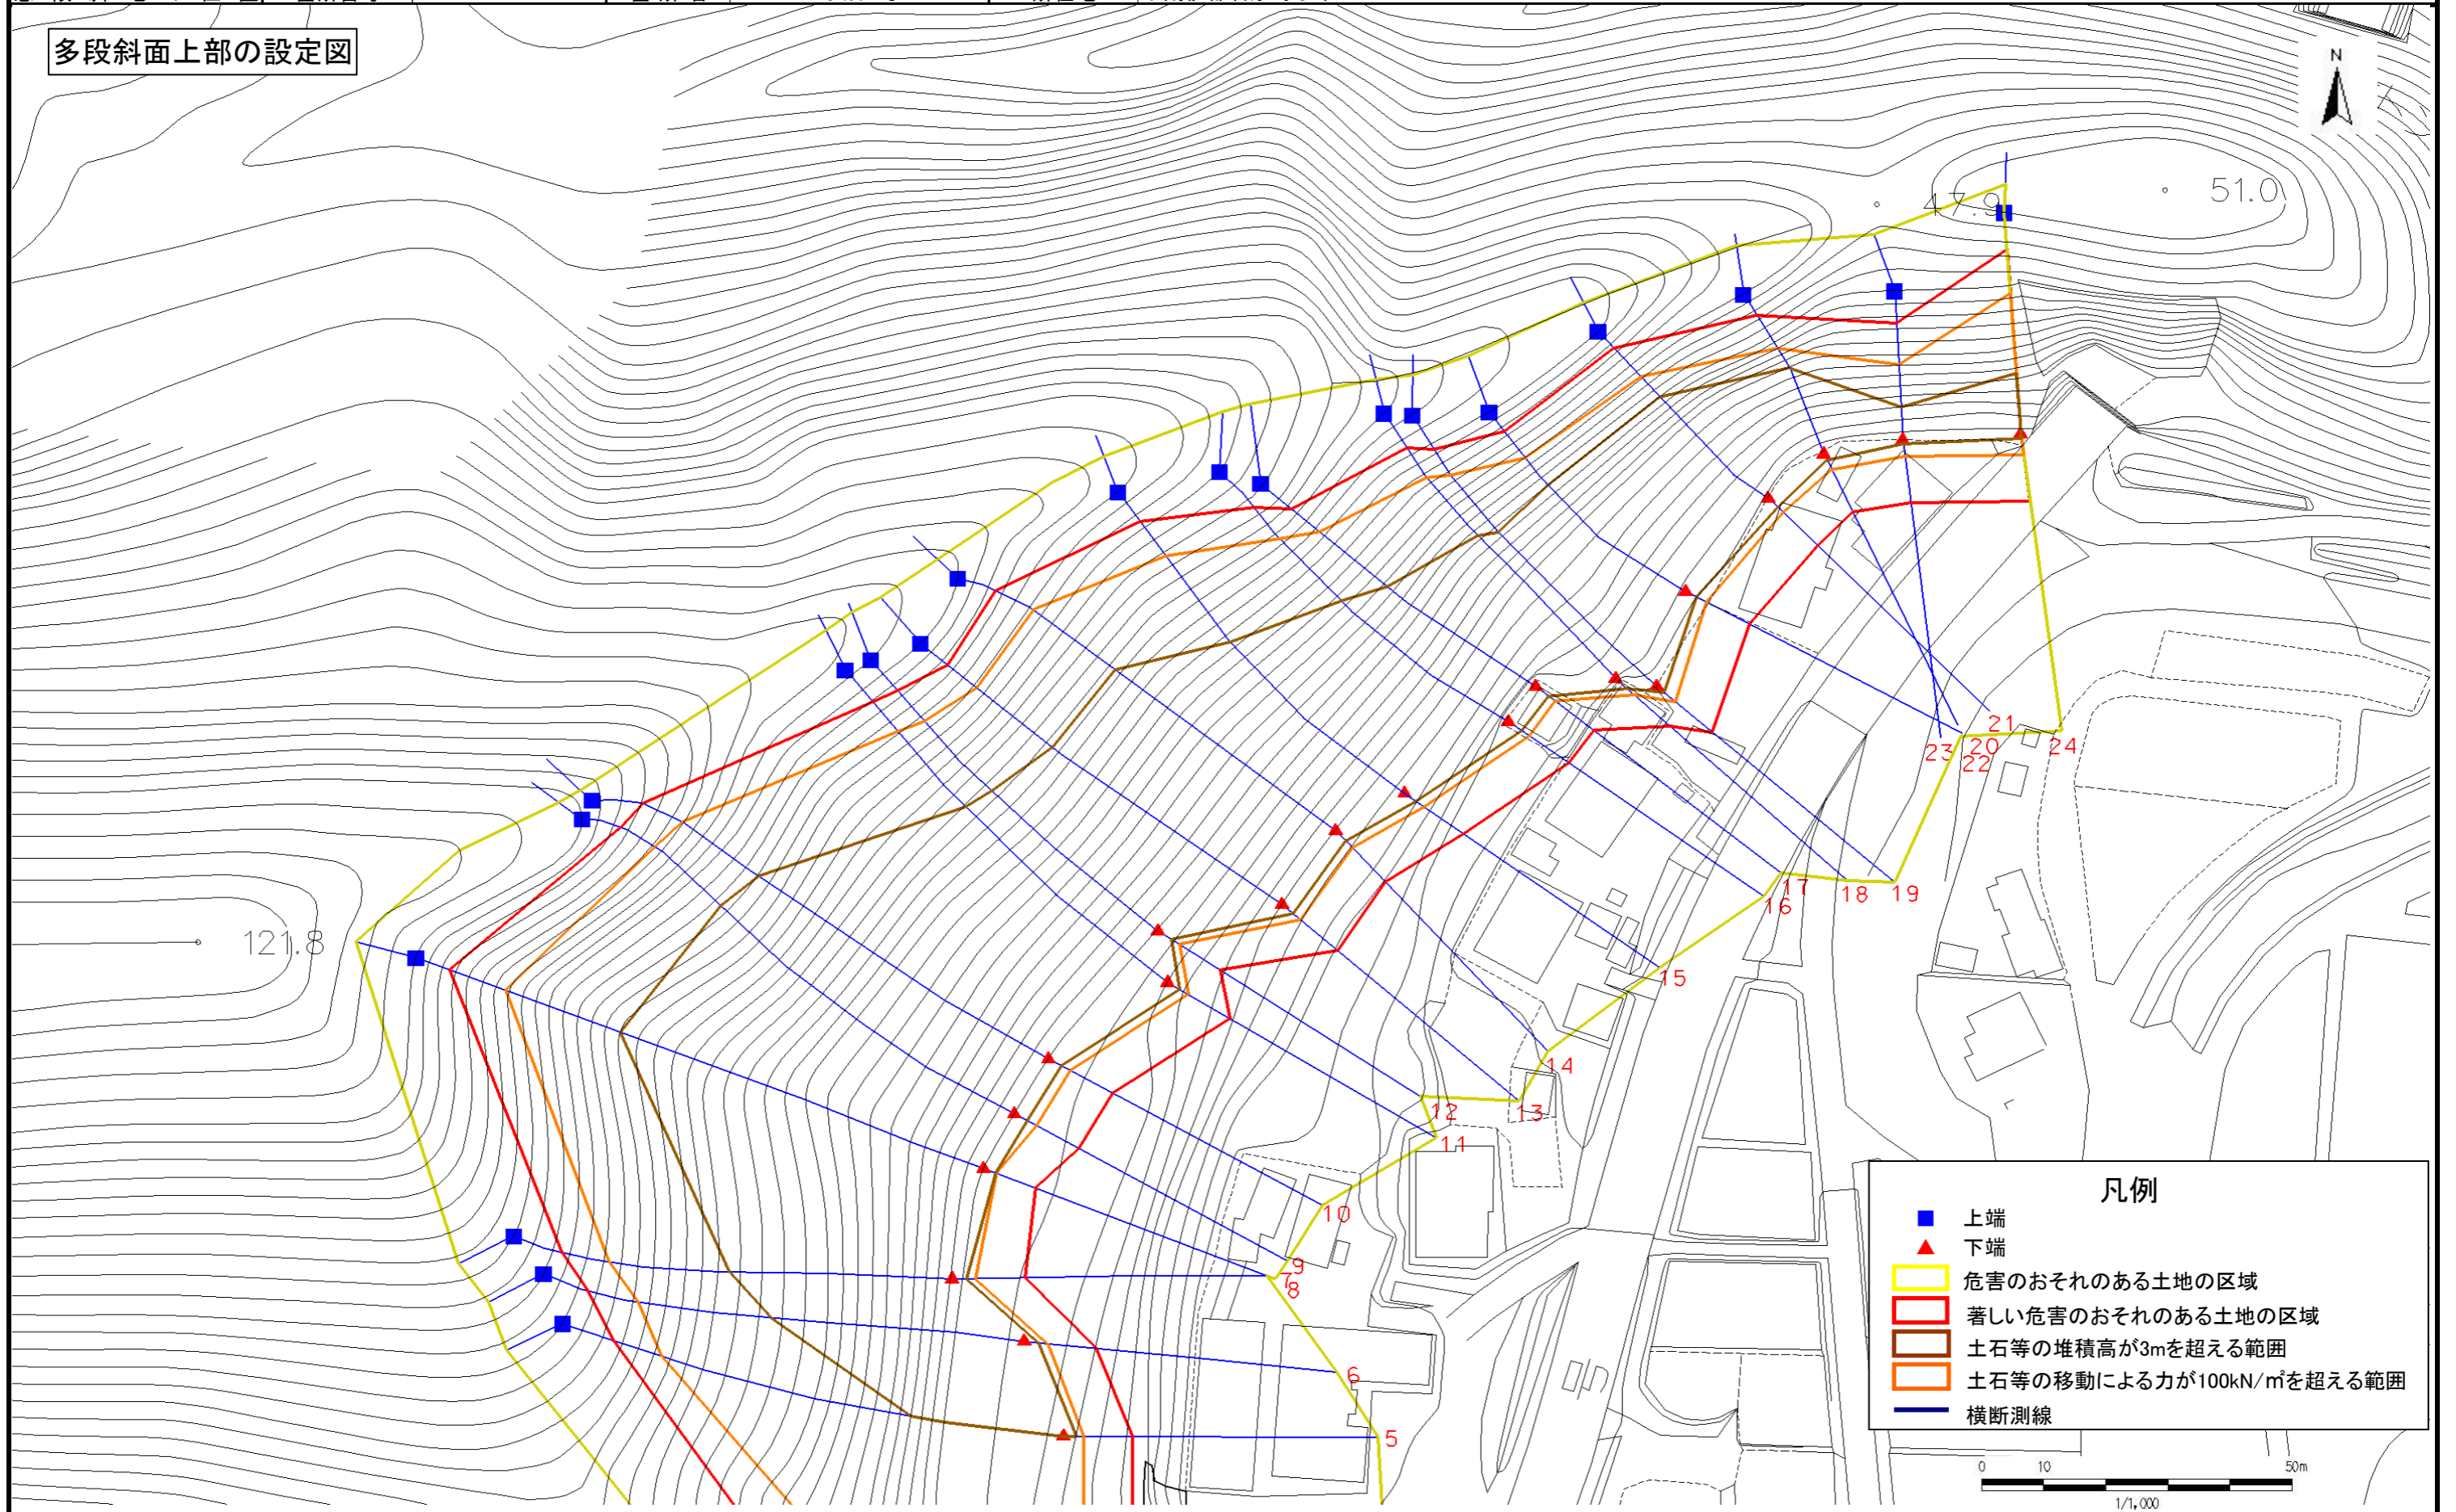 多段斜面上部の設定図
N
47.9
51.0
121.8
21
23
20
22
24
17
18
19
16
15
14
13
12
11
10
9
7
8
6
5
凡例
上端
下端
危害のおそれのある土地の区域
著しい危害のおそれのある土地の区域
土石等の堆積高が3mを超える範囲
土石等の移動による力が100kN/㎡を超える範囲
横断測線
0 10 50m
1/1,000